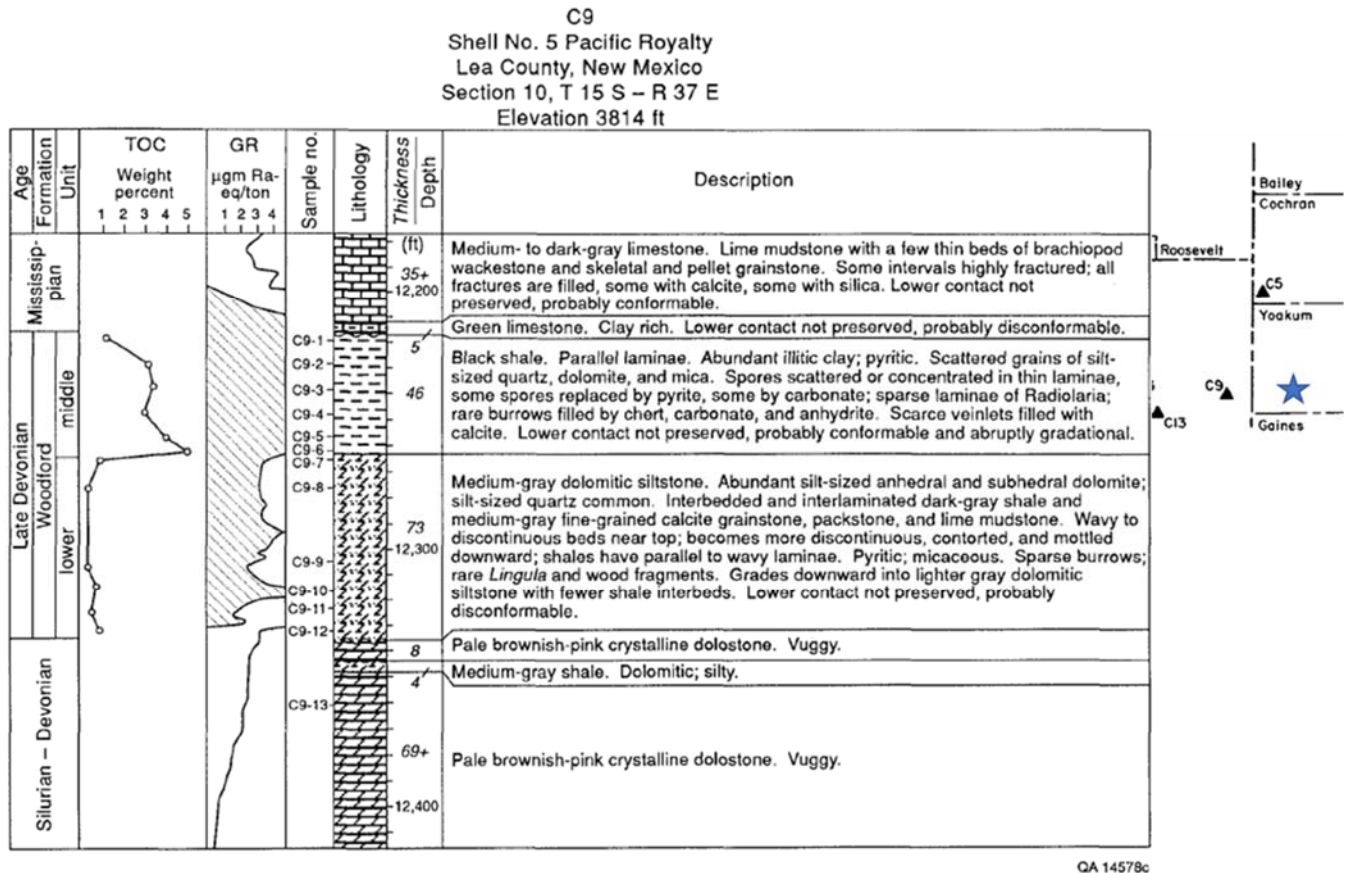 C9
Shell No. 5 Pacific Royalty
Lea County, New Mexico
Section 10, T 15 S – R 37 E
Elevation 3814 ft
Age
Formation
Unit
TOC
Weight
percent
1 2 3 4 5
GR
µgm Ra-
eq/ton
1 2 3 4
Sample no.
Lithology
Thickness
Depth
Description
Mississip-
pian
(ft)
35+
12,200
Medium- to dark-gray limestone. Lime mudstone with a few thin beds of brachiopod
wackestone and skeletal and pellet grainstone. Some intervals highly fractured; all
fractures are filled, some with calcite, some with silica. Lower contact not
preserved, probably conformable.
5
Green limestone. Clay rich. Lower contact not preserved, probably disconformable.
Late Devonian
Woodford
middle
C9-1
C9-2
C9-3
C9-4
C9-5
C9-6
46
Black shale. Parallel laminae. Abundant illitic clay; pyritic. Scattered grains of silt-
sized quartz, dolomite, and mica. Spores scattered or concentrated in thin laminae,
some spores replaced by pyrite, some by carbonate; sparse laminae of Radiolaria;
rare burrows filled by chert, carbonate, and anhydrite. Scarce veinlets filled with
calcite. Lower contact not preserved, probably conformable and abruptly gradational.
lower
C9-7
C9-8
C9-9
C9-10
C9-11
C9-12
73
12,300
Medium-gray dolomitic siltstone. Abundant silt-sized anhedral and subhedral dolomite;
silt-sized quartz common. Interbedded and interlaminated dark-gray shale and
medium-gray fine-grained calcite grainstone, packstone, and lime mudstone. Wavy to
discontinuous beds near top; becomes more discontinuous, contorted, and mottled
downward; shales have parallel to wavy laminae. Pyritic; micaceous. Sparse burrows;
rare Lingula and wood fragments. Grades downward into lighter gray dolomitic
siltstone with fewer shale interbeds. Lower contact not preserved, probably
disconformable.
Silurian – Devonian
8
Pale brownish-pink crystalline dolostone. Vuggy.
4
Medium-gray shale. Dolomitic; silty.
C9-13
69+
12,400
Pale brownish-pink crystalline dolostone. Vuggy.
QA 14578c
Bailey
Cochran
Roosevelt
C5
Yoakum
C9
C13
Gaines